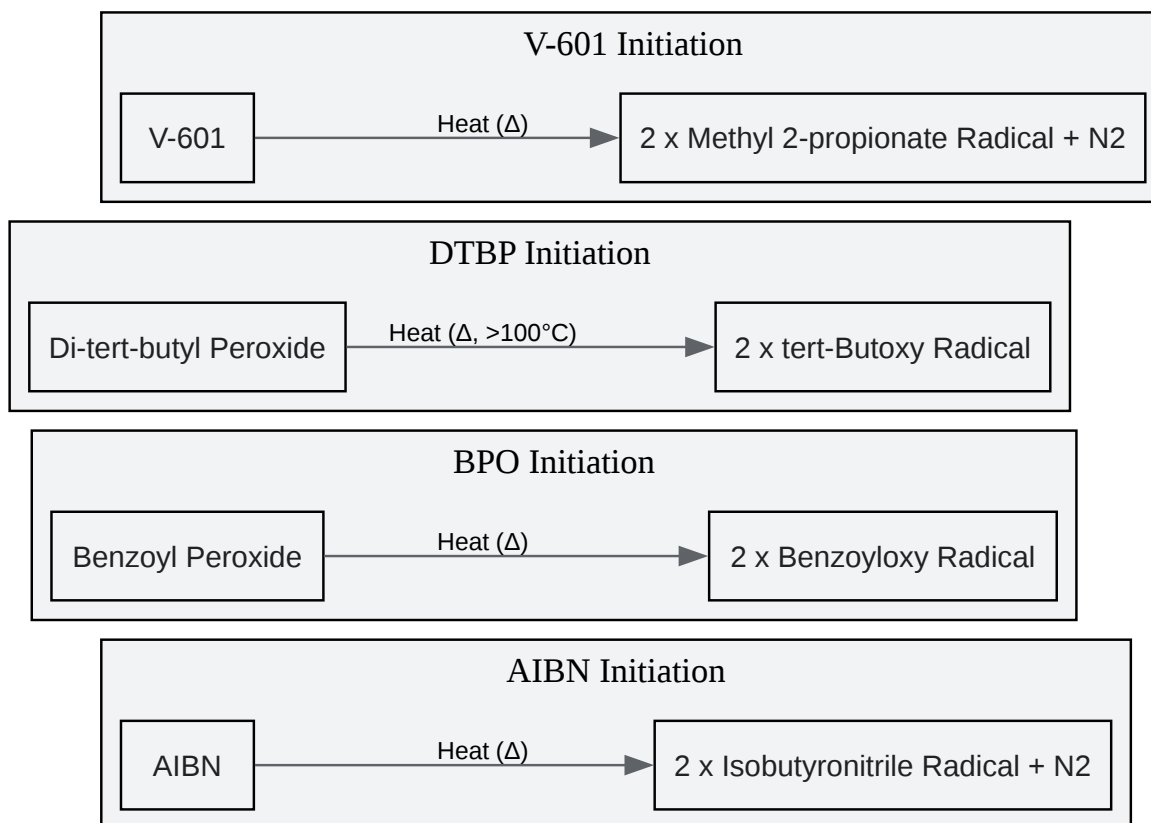 V-601 Initiation
V-601
Heat (Δ)
2 x Methyl 2-propionate Radical + N2
DTBP Initiation
Di-tert-butyl Peroxide
Heat (Δ, >100°C)
2 x tert-Butoxy Radical
BPO Initiation
Benzoyl Peroxide
Heat (Δ)
2 x Benzoyloxy Radical
AIBN Initiation
AIBN
Heat (Δ)
2 x Isobutyronitrile Radical + N2